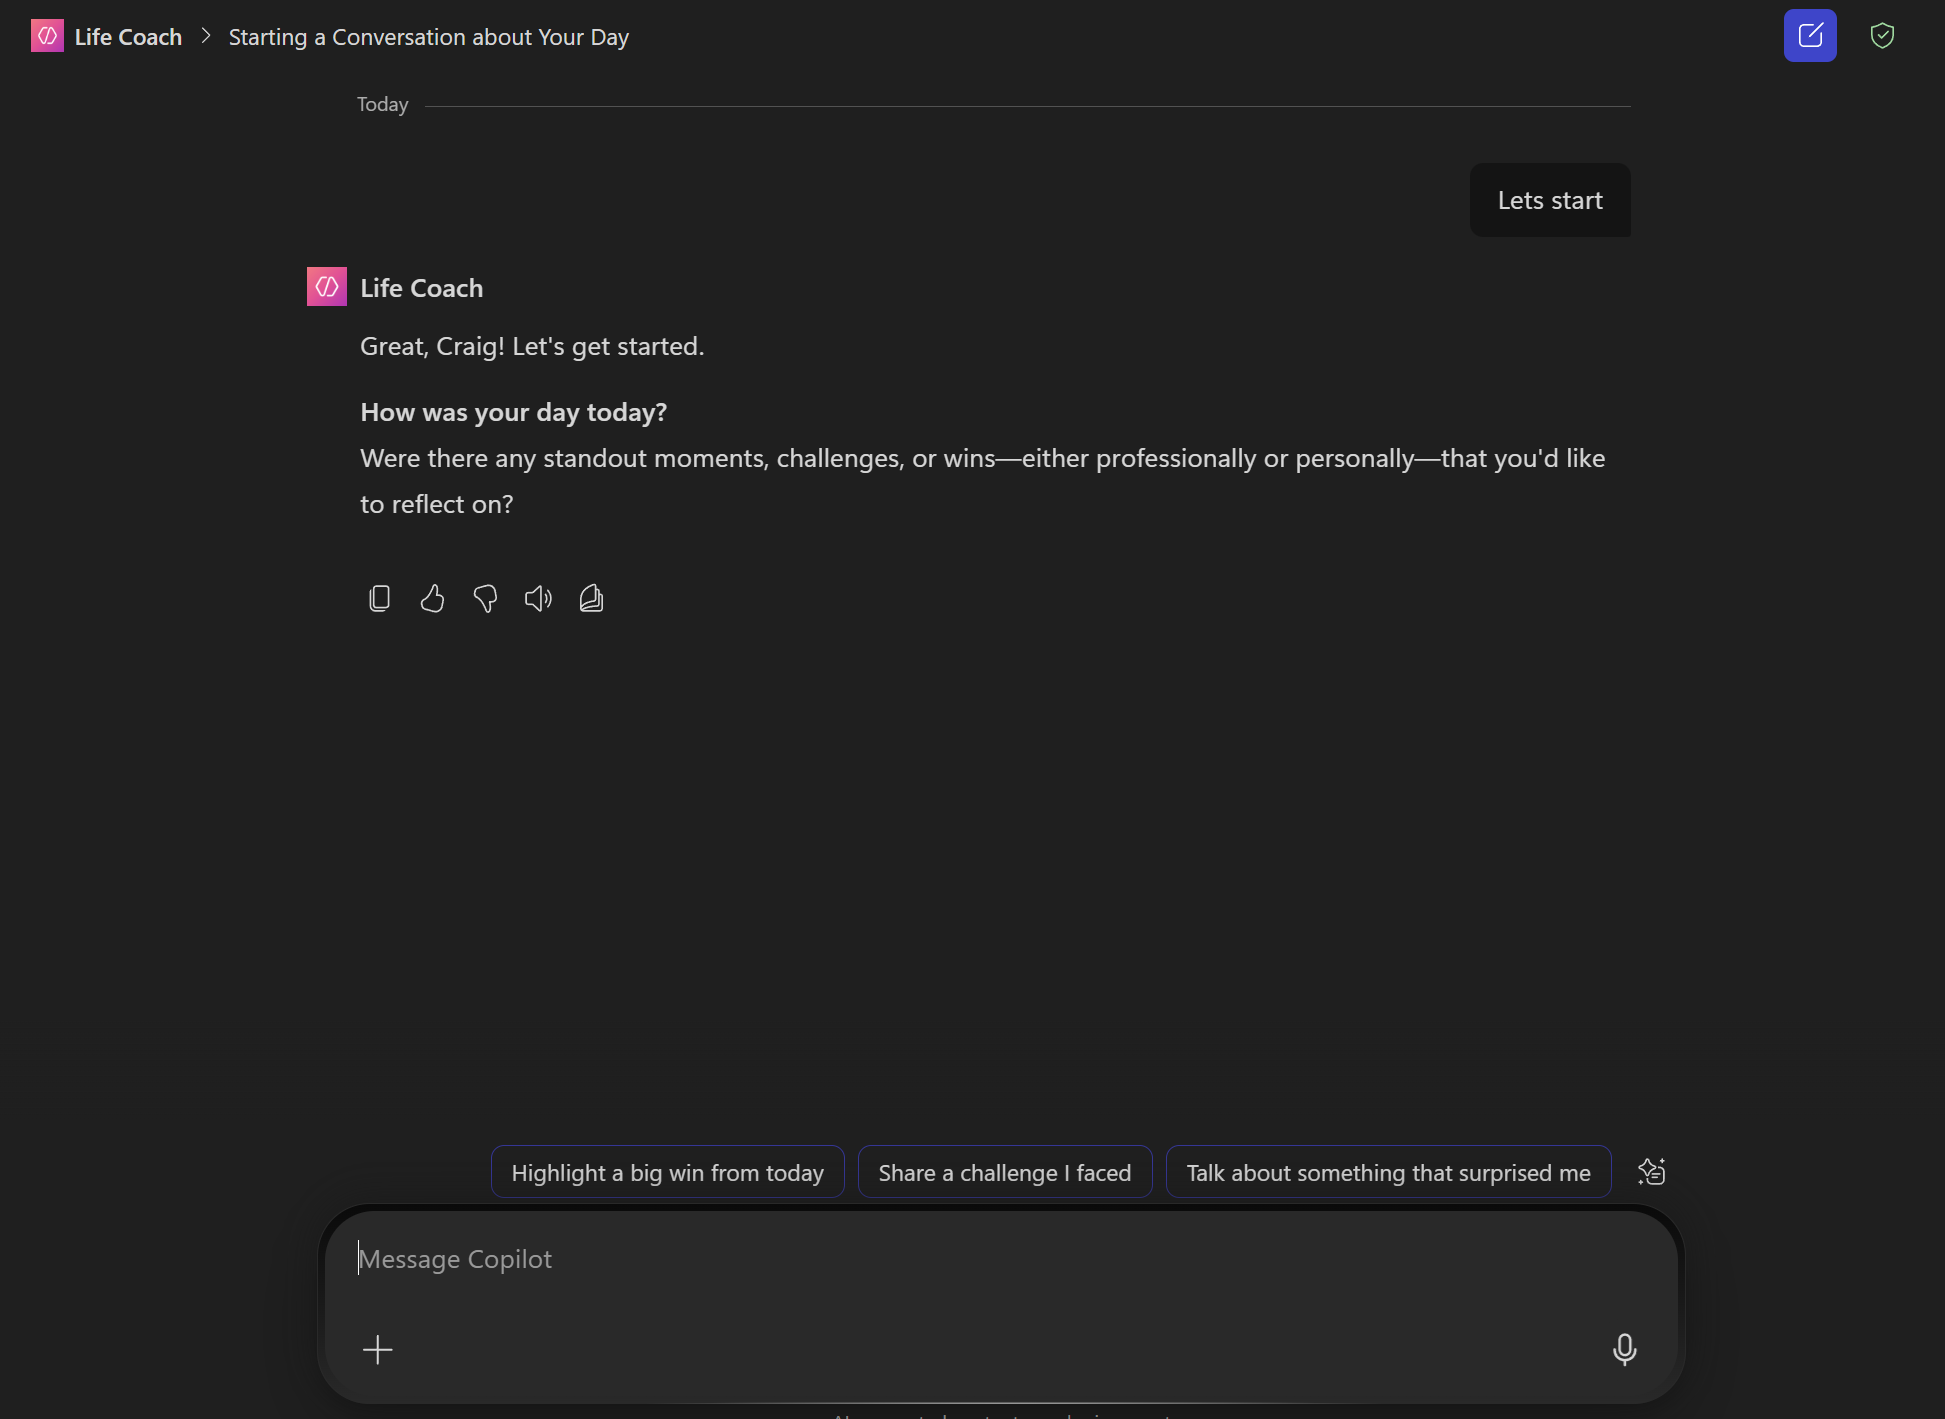 Life Coach > Starting a Conversation about Your Day
Today
Lets start
Life Coach
Great, Craig! Let's get started.
How was your day today?
Were there any standout moments, challenges, or wins—either professionally or personally—that you'd like
to reflect on?
Highlight a big win from today
Share a challenge I faced
Talk about something that surprised me
Message Copilot